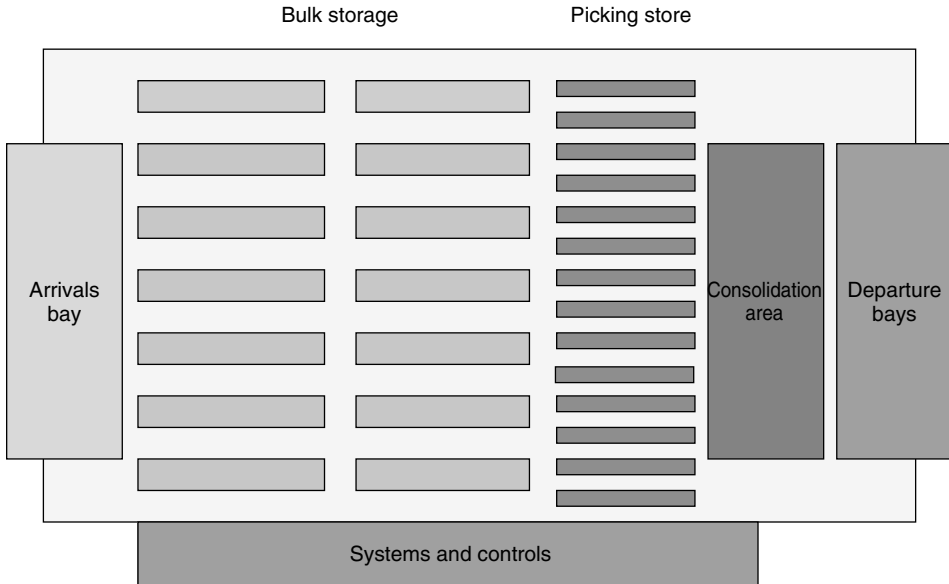 Bulk storage
Picking store
Arrivals
bay
Consolidation
area
Departure
bays
Systems and controls